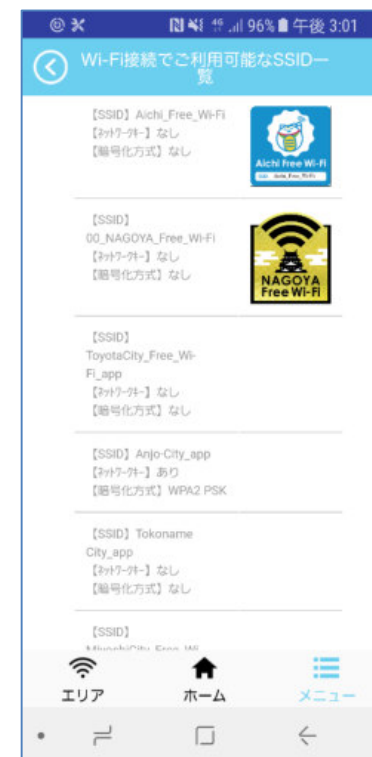 96% 午後 3:01
Wi-Fi接続でご利用可能なSSID一
覧
【SSID】Aichi_Free_Wi-Fi
【ﾈｯﾄﾜｰｸｷｰ】なし
【暗号化方式】なし
Aichi Free Wi-Fi
【SSID】
00_NAGOYA_Free_Wi-Fi
【ﾈｯﾄﾜｰｸｷｰ】なし
【暗号化方式】なし
NAGOYA
Free Wi-Fi
【SSID】
ToyotaCity_Free_Wi-
Fi_app
【ﾈｯﾄﾜｰｸｷｰ】なし
【暗号化方式】なし
【SSID】Anjo-City_app
【ﾈｯﾄﾜｰｸｷｰ】あり
【暗号化方式】WPA2 PSK
【SSID】Tokoname
City_app
【ﾈｯﾄﾜｰｸｷｰ】なし
【暗号化方式】なし
【SSID】
エリア
ホーム
メニュー